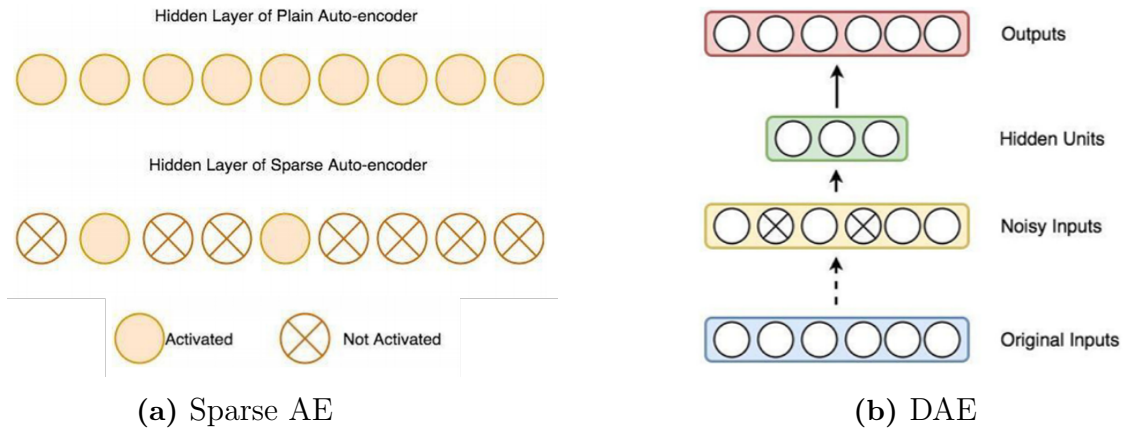 Hidden Layer of Plain Auto-encoder
Hidden Layer of Sparse Auto-encoder
Activated
Not Activated
(a) Sparse AE
Outputs
Hidden Units
Noisy Inputs
Original Inputs
(b) DAE